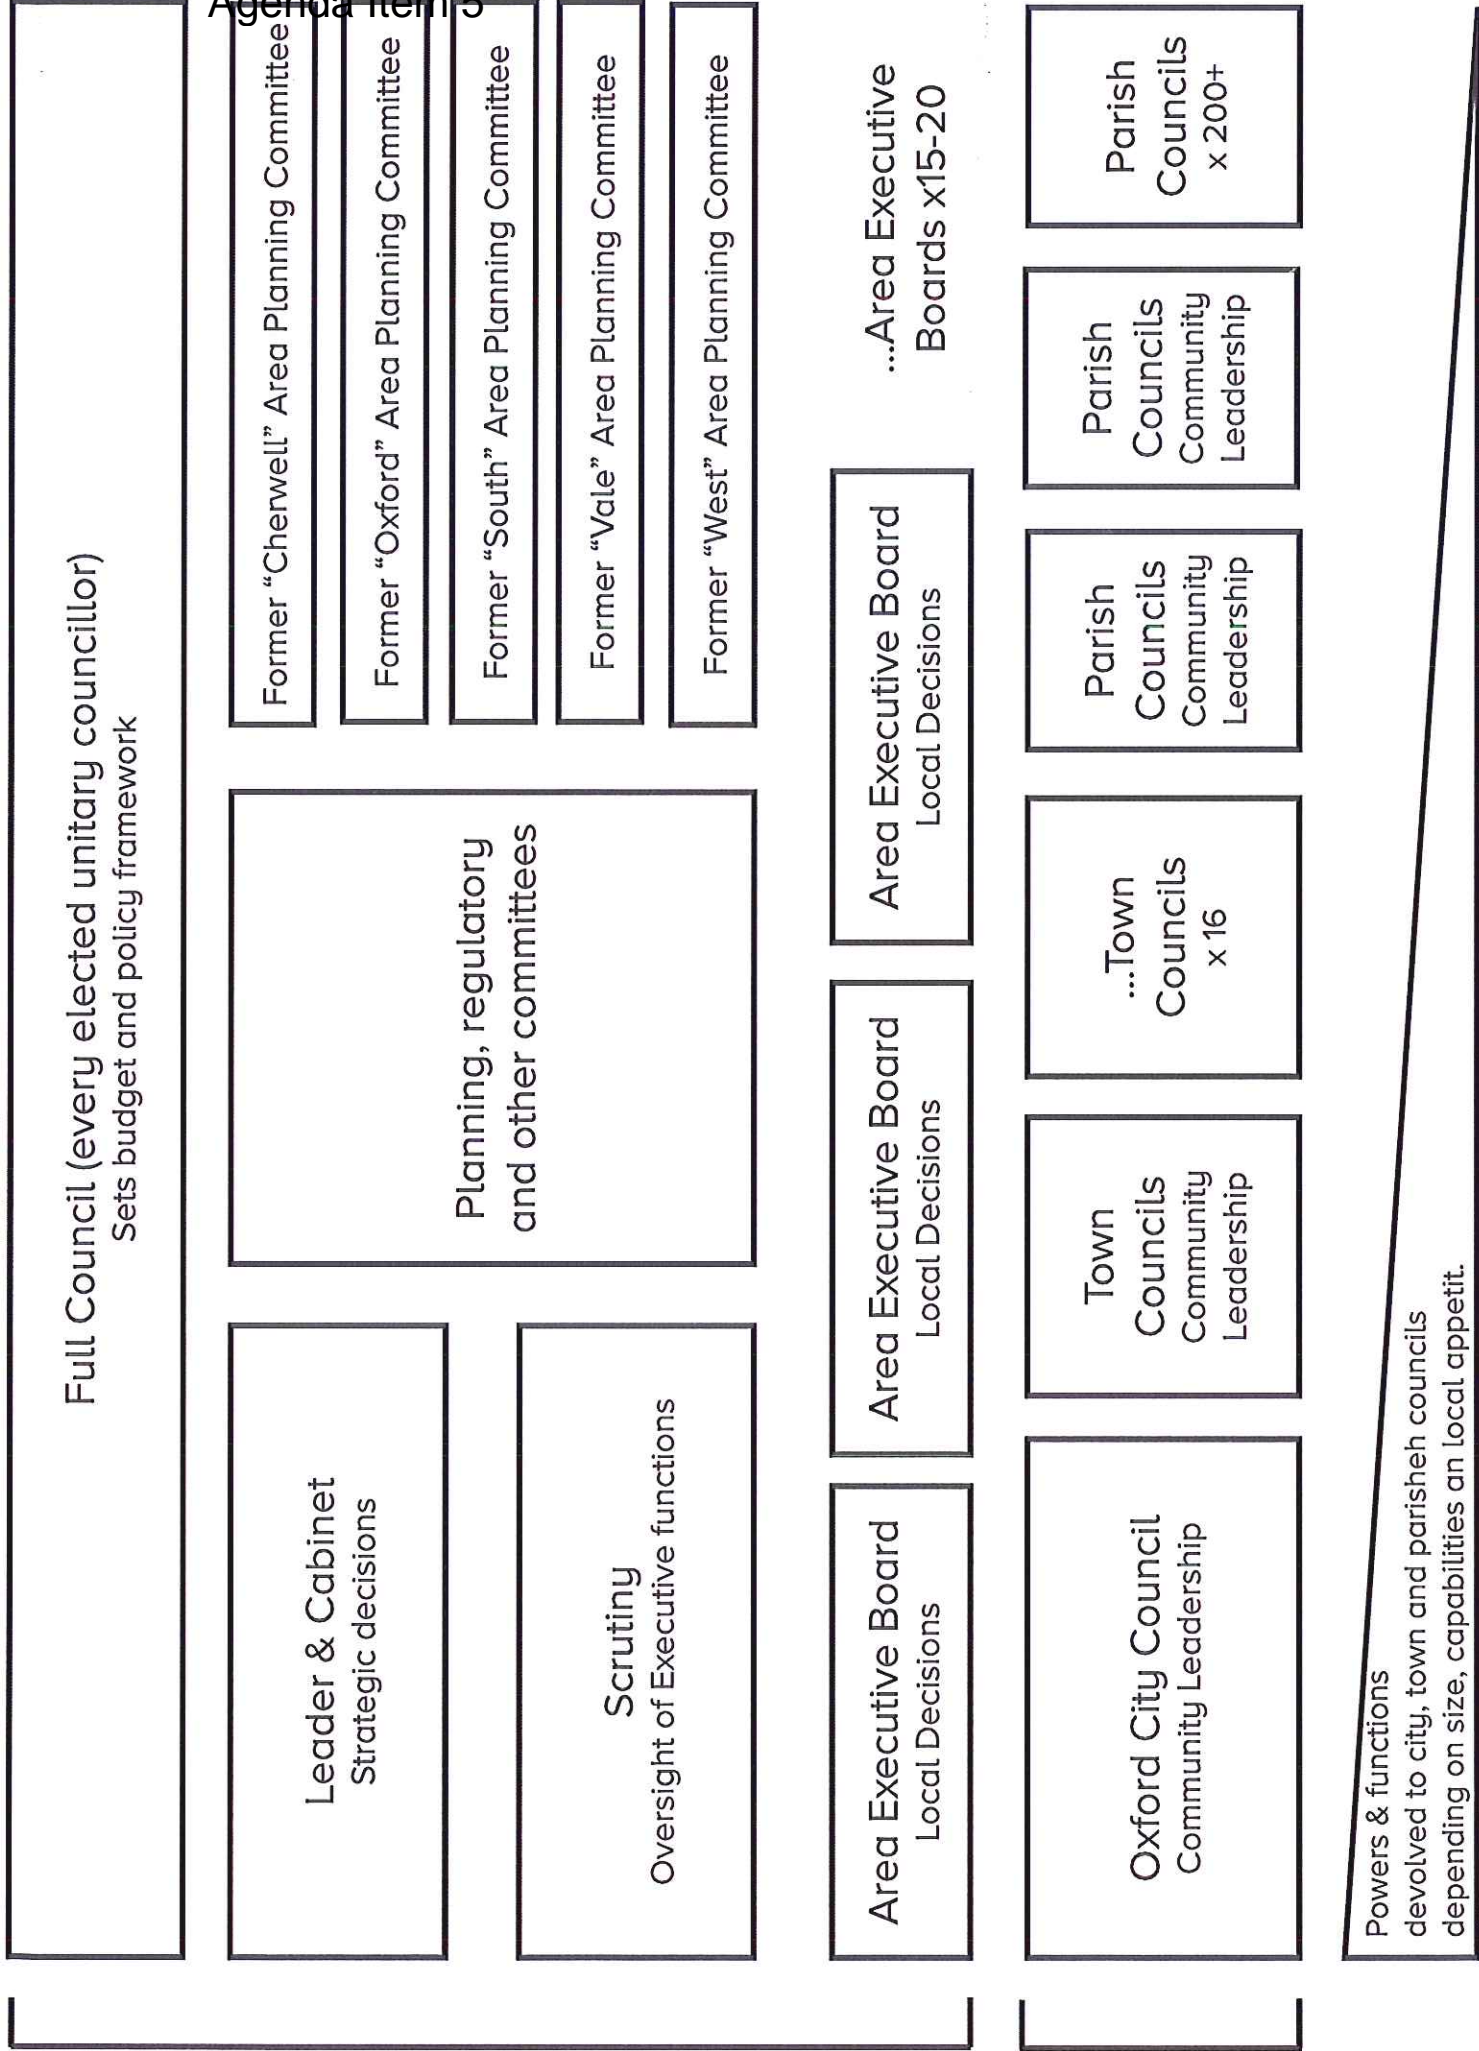 Agenda Item 5
Full Council (every elected unitary councillor)
Sets budget and policy framework
Leader & Cabinet
Strategic decisions
Scrutiny
Oversight of Executive functions
Planning, regulatory
and other committees
Former “Cherwell” Area Planning Committee
Former “Oxford” Area Planning Committee
Former “South” Area Planning Committee
Former “Vale” Area Planning Committee
Former “West” Area Planning Committee
Area Executive Board
Local Decisions
Area Executive Board
Local Decisions
Area Executive Board
Local Decisions
...Area Executive
Boards x15-20
Oxford City Council
Community Leadership
Town
Councils
Community
Leadership
...Town
Councils
x 16
Parish
Councils
Community
Leadership
Parish
Councils
Community
Leadership
Parish
Councils
x 200+
Powers & functions
devolved to city, town and parisheh councils
depending on size, capabilities an local appetit.